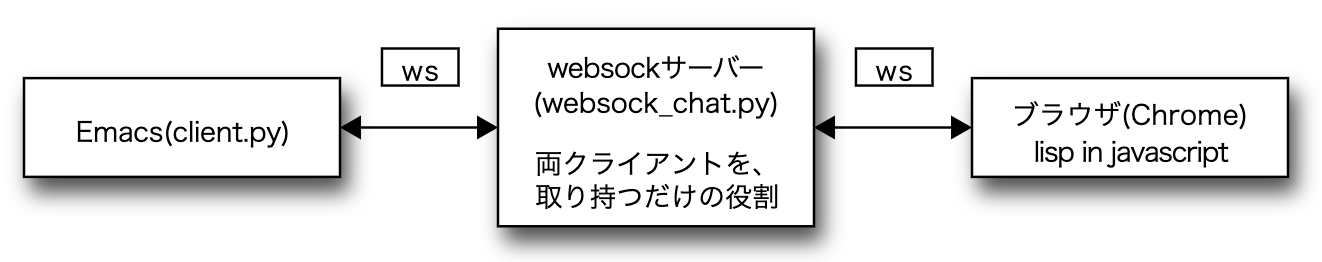 Emacs(client.py)
ws
websockサーバー
(websock_chat.py)
両クライアントを、
取り持つだけの役割
ws
ブラウザ(Chrome)
lisp in javascript